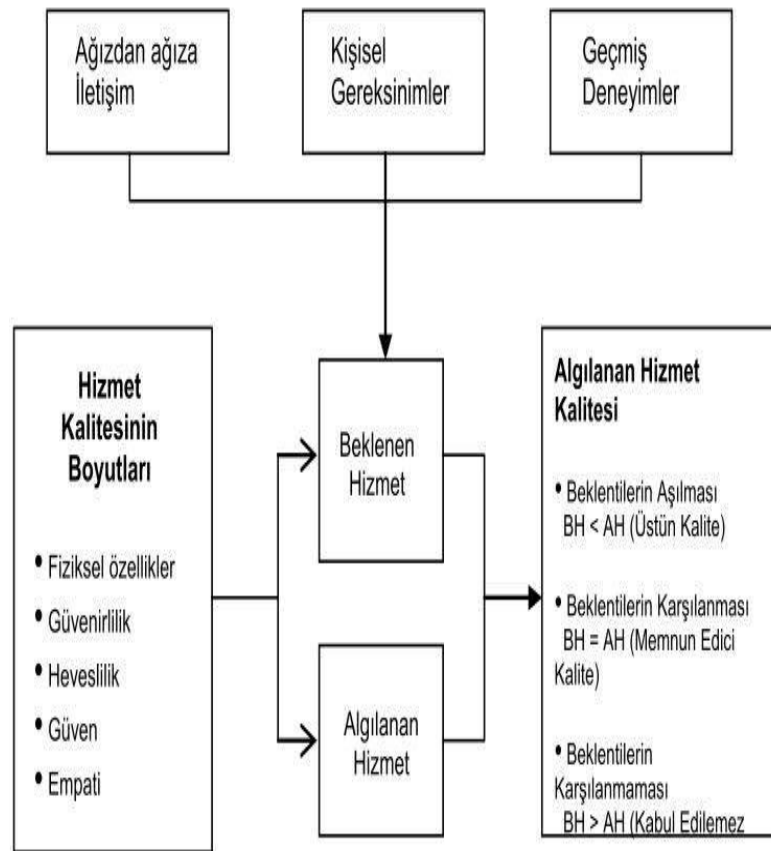 Ağızdan ağıza
İletişim
Kişisel
Gereksinimler
Geçmiş
Deneyimler
Hizmet
Kalitesinin
Boyutları
• Fiziksel özellikler
• Güvenirlilik
• Heveslilik
• Güven
• Empati
Beklenen
Hizmet
Algılanan
Hizmet
Algılanan Hizmet
Kalitesi
• Beklentilerin Aşılması
BH < AH (Üstün Kalite)
• Beklentilerin Karşılanması
BH = AH (Memnun Edici
Kalite)
• Beklentilerin
Karşılanmaması
BH > AH (Kabul Edilemez